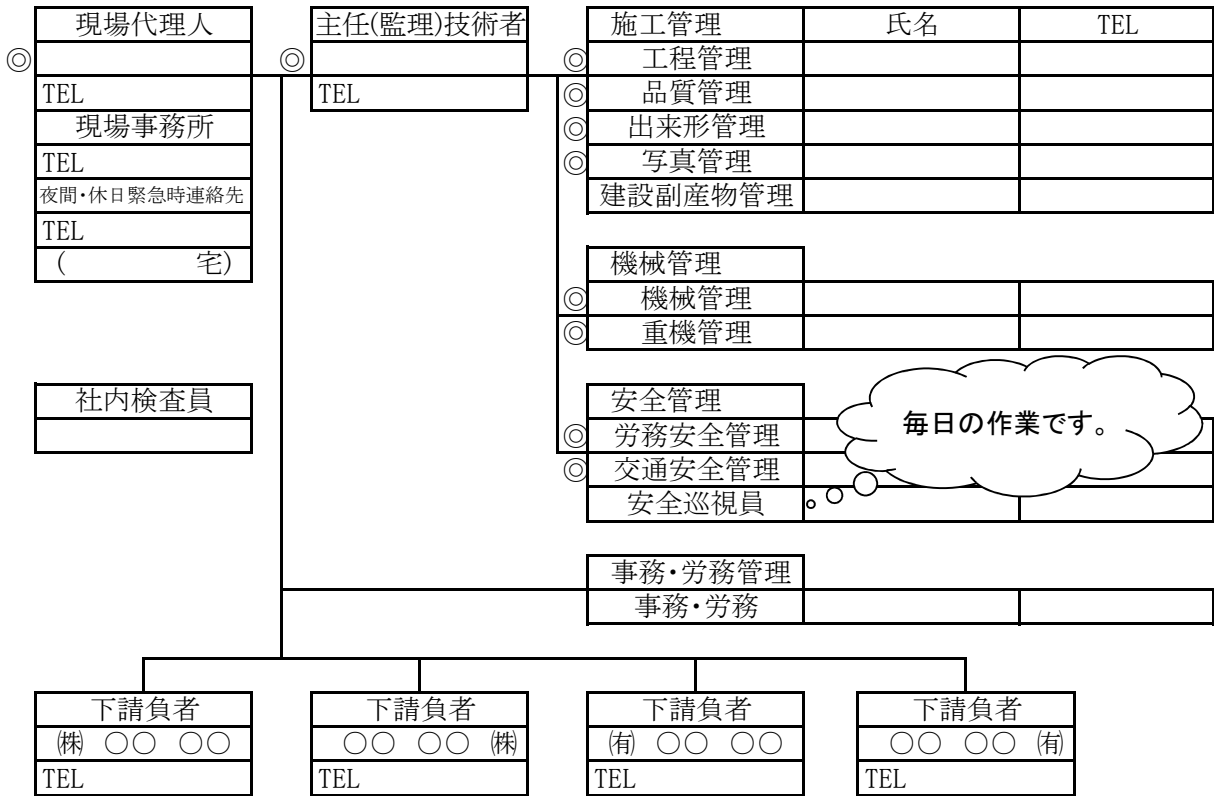 現場代理人 主任(監理)技術者 施工管理 氏名 TEL
◎ ◎ ◎ 工程管理
TEL TEL ◎ 品質管理
現場事務所 ◎ 出来形管理
TEL ◎ 写真管理
夜間・休日緊急時連絡先 建設副産物管理
TEL
( 宅) 機械管理
◎ 機械管理
◎ 重機管理
社内検査員 安全管理
◎ 労務安全管理 毎日の作業です。
◎ 交通安全管理
安全巡視員
事務・労務管理
事務・労務
下請負者 下請負者 下請負者 下請負者
㈱ ○○ ○○ ○○ ○○ ㈱ ㈲ ○○ ○○ ○○ ○○ ㈲
TEL TEL TEL TEL